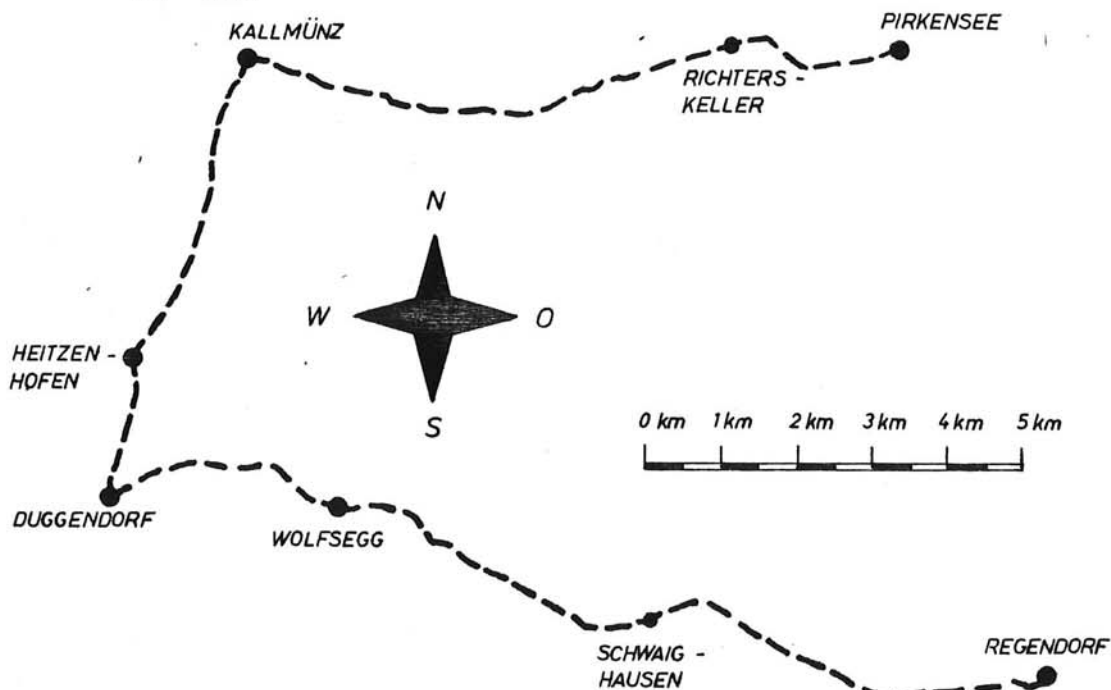 KALLMÜNZ
PIRKENSEE
RICHTERS -
KELLER
N
W
O
S
HEITZEN -
HOFEN
0 km 1 km 2 km 3 km 4 km 5 km
DUGGENDORF
WOLFSEGG
SCHWAIG -
HAUSEN
REGENDORF